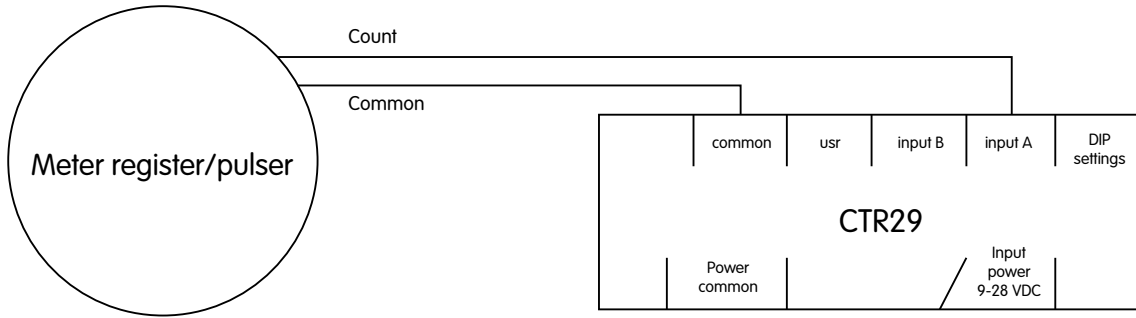 Count
Common
Meter register/pulser
common
usr
input B
input A
DIP
settings
CTR29
Power
common
Input
power
9-28 VDC